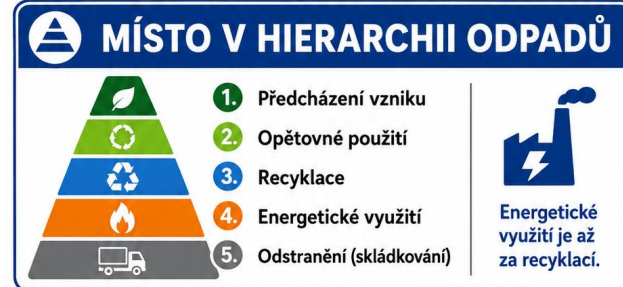 MÍSTO V HIERARCHII ODPADŮ
1. Předcházení vzniku
2. Opětovné použití
3. Recyklace
4. Energetické využití
5. Odstranění (skládkování)
Energetické
využití je až
za recyklací.